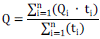 Q = ∑ⁿᵢ₌₁(Qᵢ · tᵢ) / ∑ⁿᵢ₌₁(tᵢ)